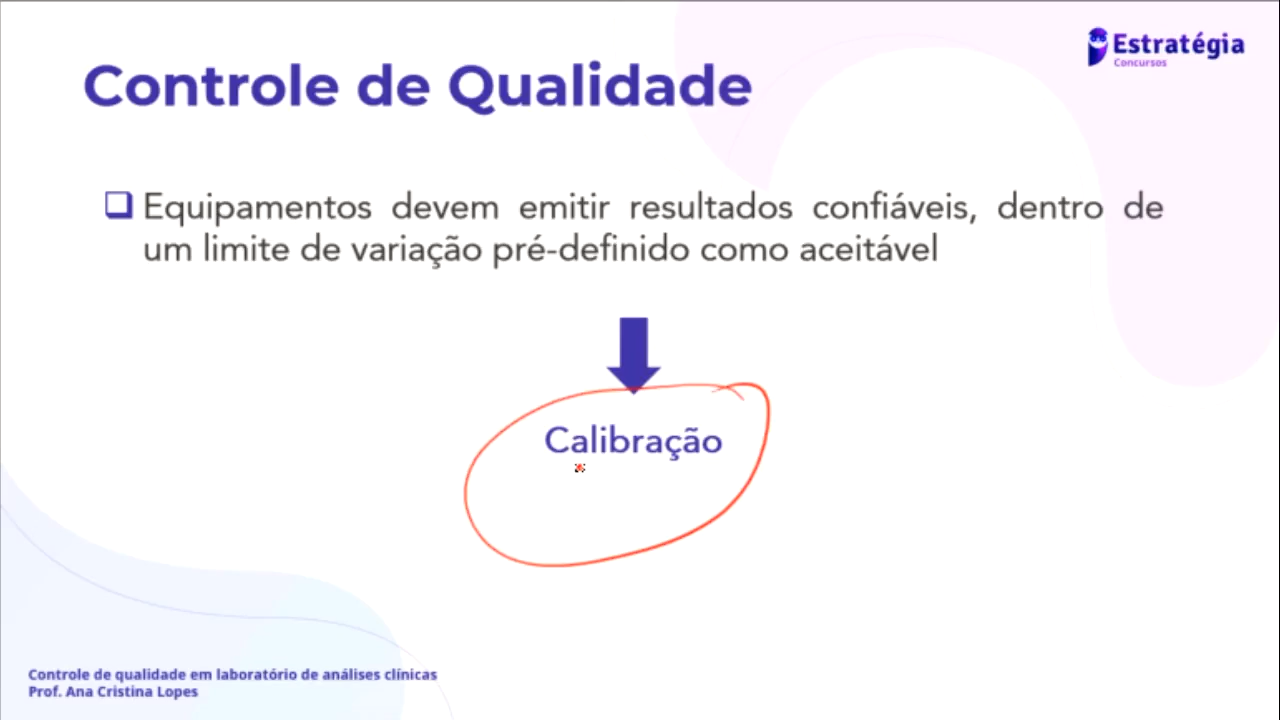 Estratégia
Concursos
Controle de Qualidade
Equipamentos devem emitir resultados confiáveis, dentro de
um limite de variação pré-definido como aceitável
Calibração
Controle de qualidade em laboratório de análises clínicas
Prof. Ana Cristina Lopes